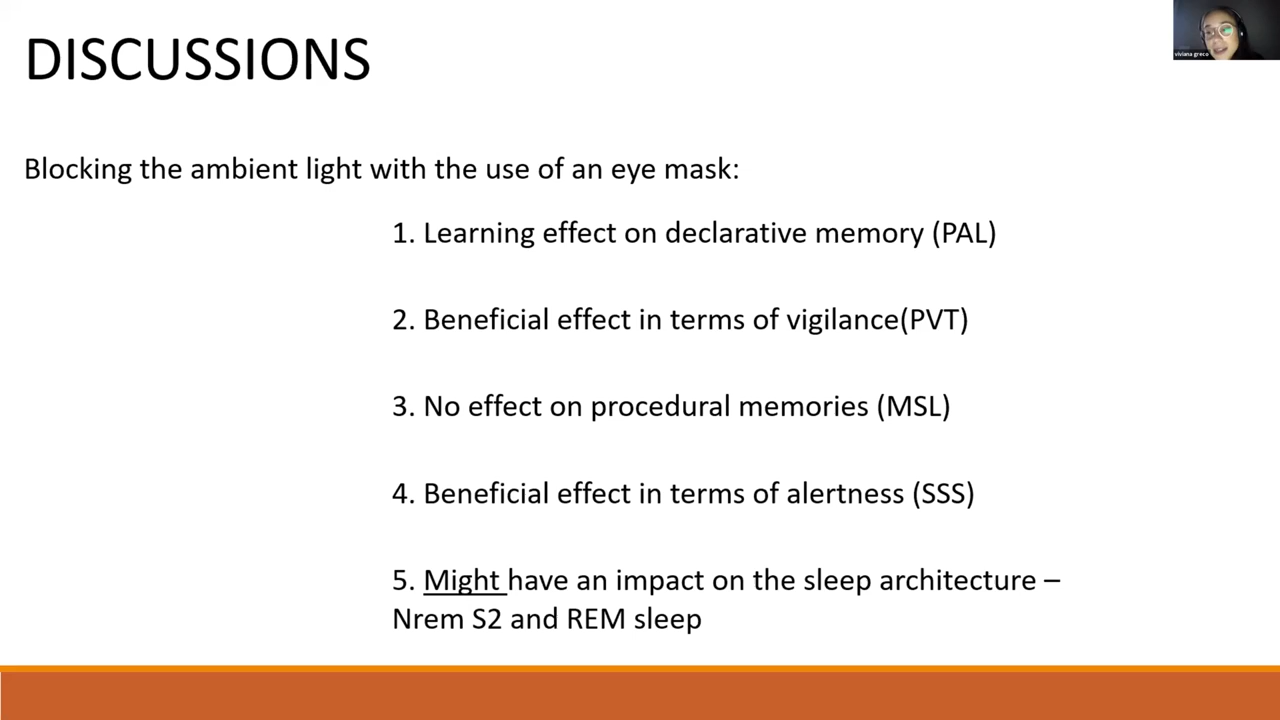 DISCUSSIONS
viviana greco
Blocking the ambient light with the use of an eye mask:
1. Learning effect on declarative memory (PAL)
2. Beneficial effect in terms of vigilance(PVT)
3. No effect on procedural memories (MSL)
4. Beneficial effect in terms of alertness (SSS)
5. Might have an impact on the sleep architecture –
Nrem S2 and REM sleep